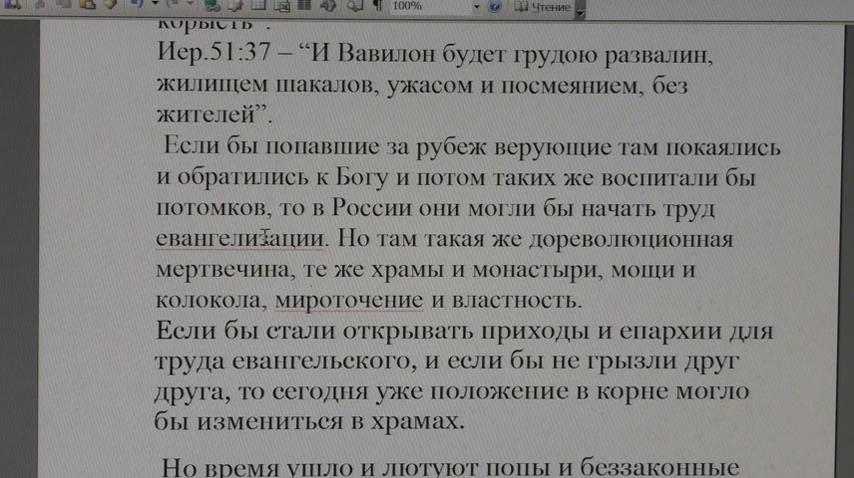 100%
Чтение
корысть”.
Иер.51:37 – “И Вавилон будет грудою развалин,
жилищем шакалов, ужасом и посмеянием, без
жителей”.
Если бы попавшие за рубеж верующие там покаялись
и обратились к Богу и потом таких же воспитали бы
потомков, то в России они могли бы начать труд
евангелизации. Но там такая же дореволюционная
мертвечина, те же храмы и монастыри, мощи и
колокола, мироточение и властность.
Если бы стали открывать приходы и епархии для
труда евангельского, и если бы не грызли друг
друга, то сегодня уже положение в корне могло
бы измениться в храмах.
Но время ушло и лютуют попы и беззаконные